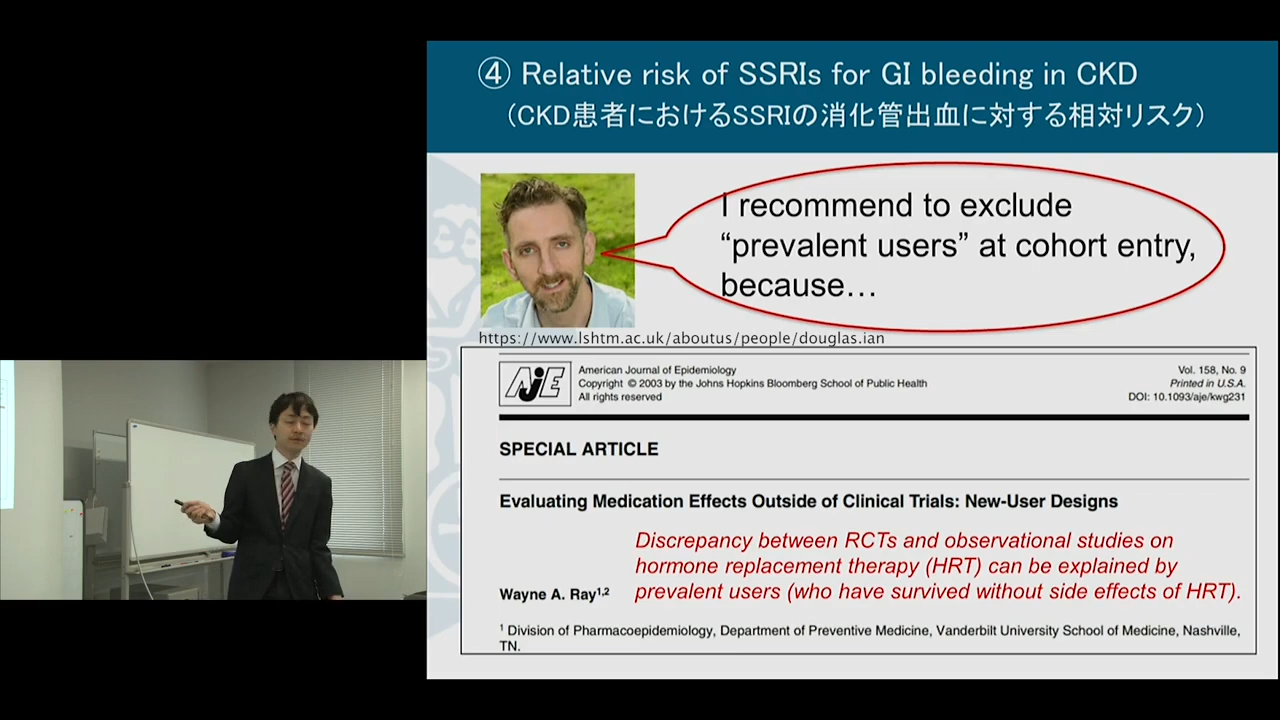 ④ Relative risk of SSRIs for GI bleeding in CKD
（CKD患者におけるSSRIの消化管出血に対する相対リスク）
I recommend to exclude
“prevalent users” at cohort entry,
because…
https://www.lshtm.ac.uk/aboutus/people/douglas.ian
AJE
American Journal of Epidemiology
Copyright © 2003 by the Johns Hopkins Bloomberg School of Public Health
All rights reserved
Vol. 158, No. 9
Printed in U.S.A.
DOI: 10.1093/aje/kwg231
SPECIAL ARTICLE
Evaluating Medication Effects Outside of Clinical Trials: New-User Designs
Discrepancy between RCTs and observational studies on
hormone replacement therapy (HRT) can be explained by
prevalent users (who have survived without side effects of HRT).
Wayne A. Ray1,2
1 Division of Pharmacoepidemiology, Department of Preventive Medicine, Vanderbilt University School of Medicine, Nashville,
TN.